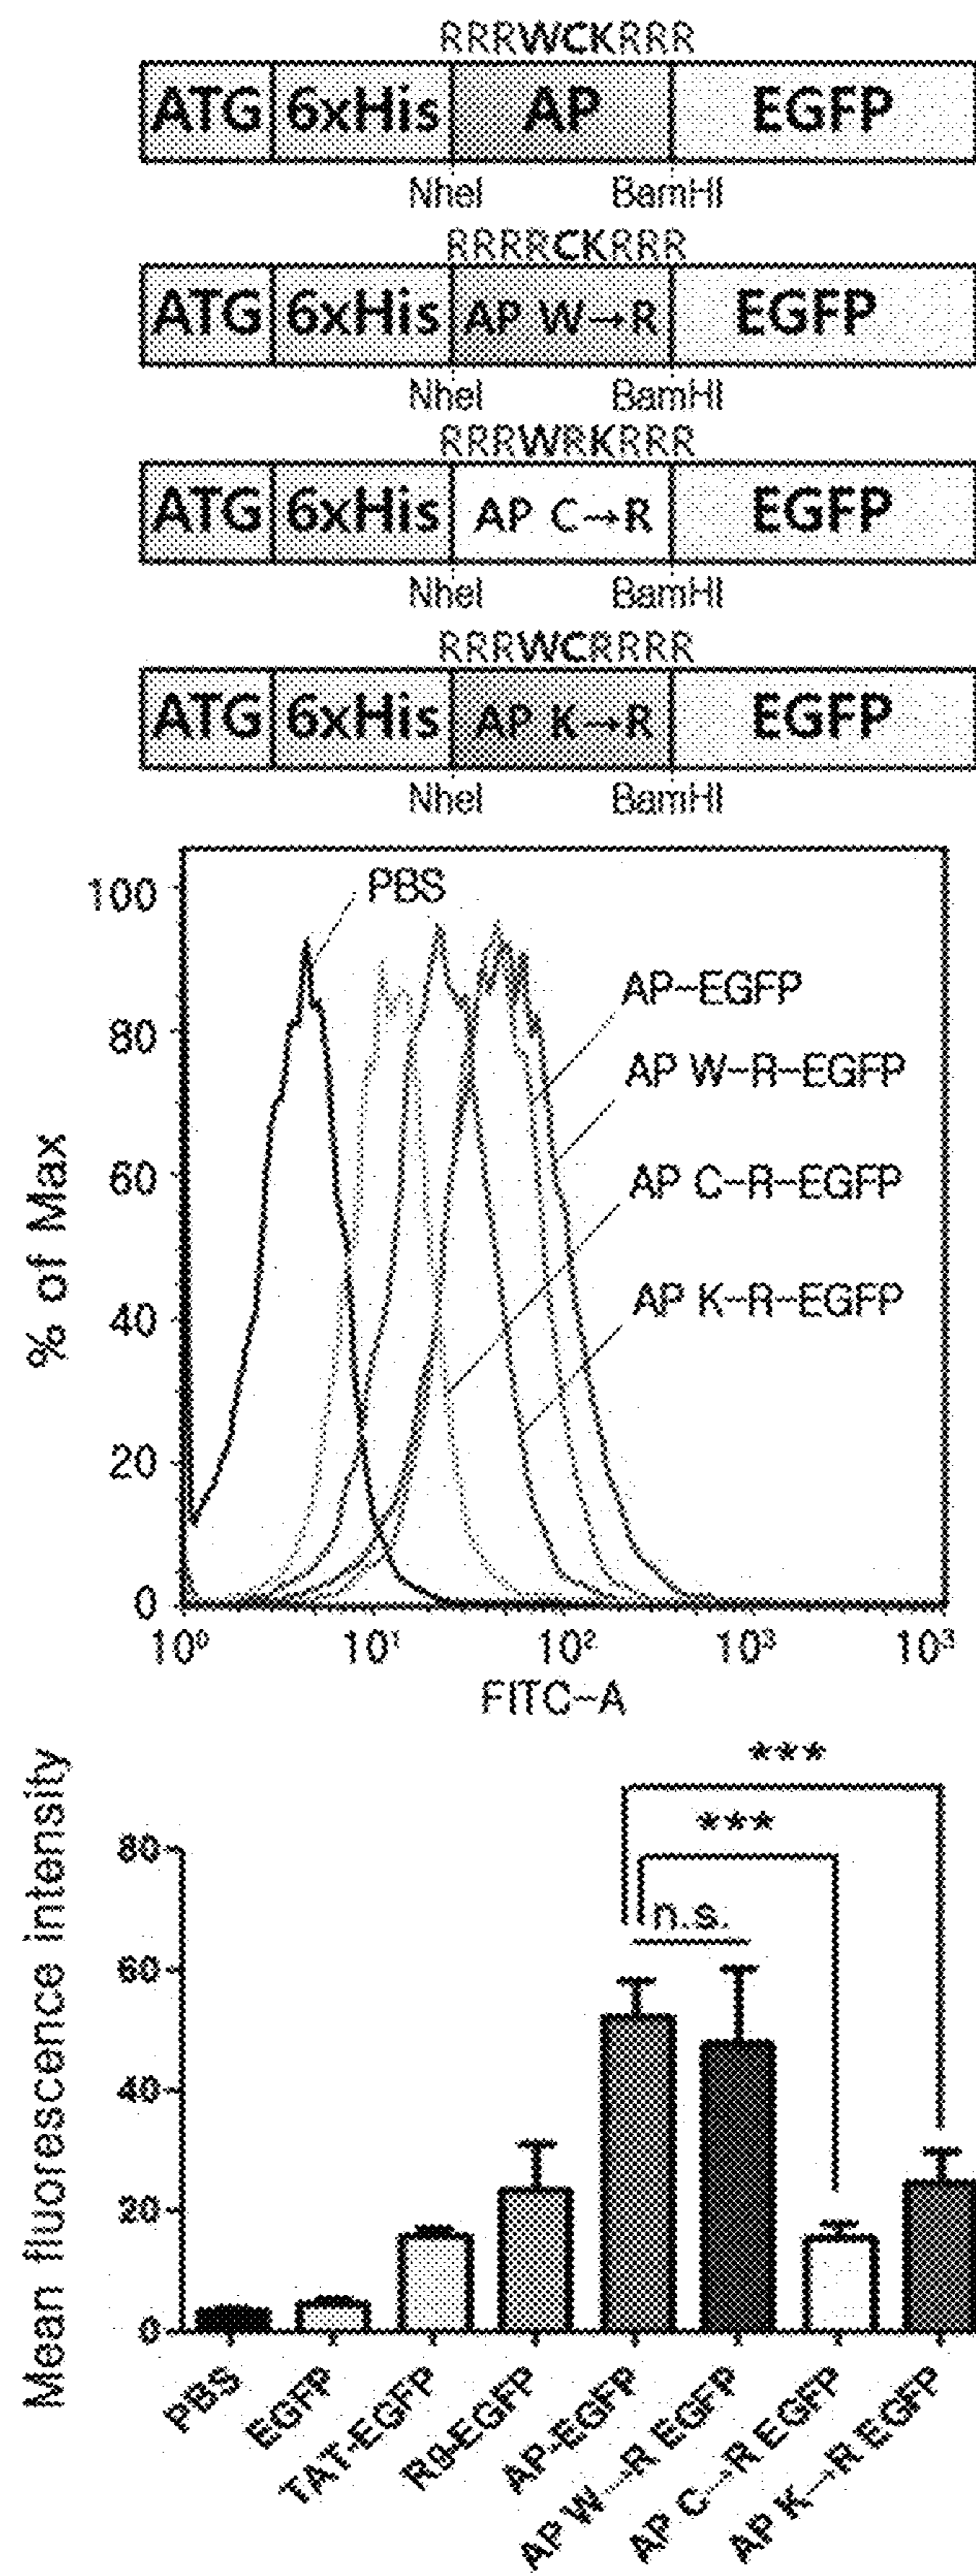 RRRWCKRRR
ATG 6xHis AP EGFP
NheI BamHI
RRRRCKRRR
ATG 6xHis AP W→R EGFP
NheI BamHI
RRRWRKRRR
ATG 6xHis AP C→R EGFP
NheI BamHI
RRRWCRRRR
ATG 6xHis AP K→R EGFP
NheI BamHI
PBS
AP-EGFP
AP W-R-EGFP
AP C-R-EGFP
AP K-R-EGFP
% of Max
100
80
60
40
20
0
10⁰ 10¹ 10² 10³ 10³
FITC-A
***
***
n.s.
Mean fluorescence intensity
80
60
40
20
0
PBS
EGFP
TAT-EGFP
R9-EGFP
AP-EGFP
AP W→R EGFP
AP C→R EGFP
AP K→R EGFP